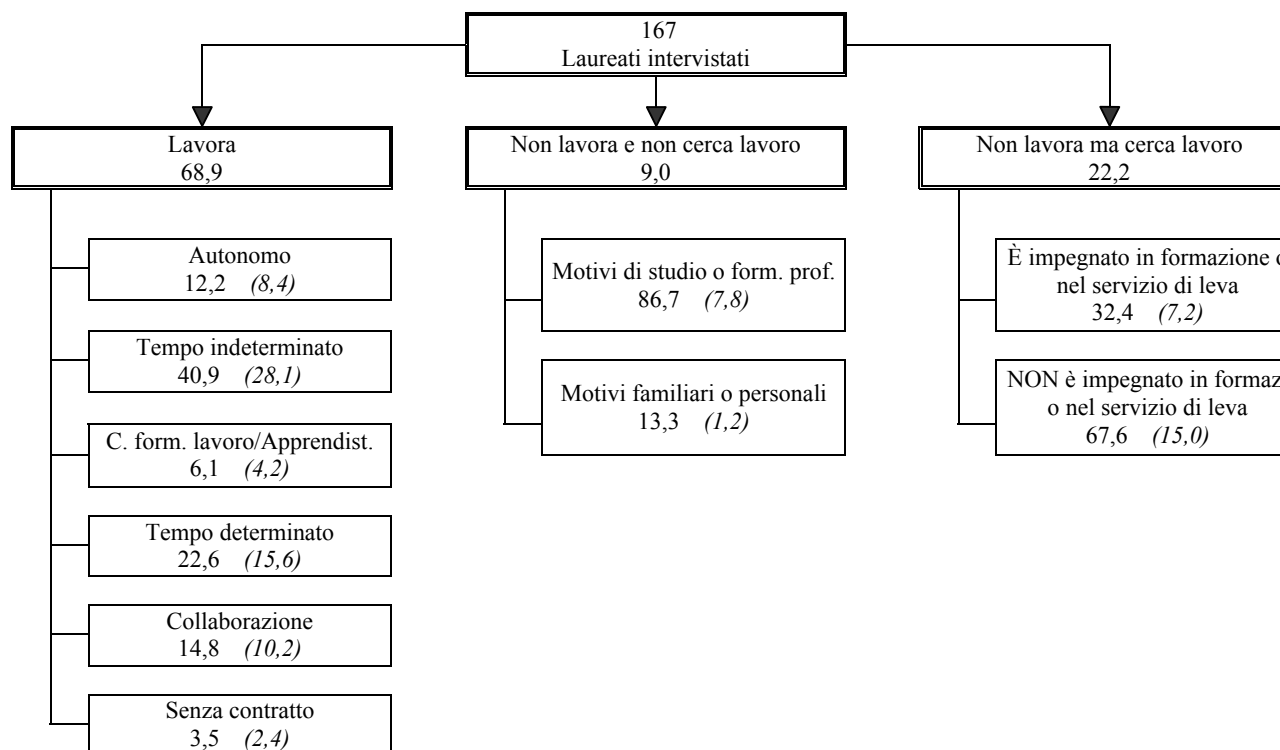 167
Laureati intervistati
Lavora
68,9
Non lavora e non cerca lavoro
9,0
Non lavora ma cerca lavoro
22,2
Autonomo
12,2 (8,4)
Tempo indeterminato
40,9 (28,1)
C. form. lavoro/Apprendist.
6,1 (4,2)
Tempo determinato
22,6 (15,6)
Collaborazione
14,8 (10,2)
Senza contratto
3,5 (2,4)
Motivi di studio o form. prof.
86,7 (7,8)
Motivi familiari o personali
13,3 (1,2)
È impegnato in formazione
nel servizio di leva
32,4 (7,2)
NON è impegnato in
o nel servizio di leva
67,6 (15,0)